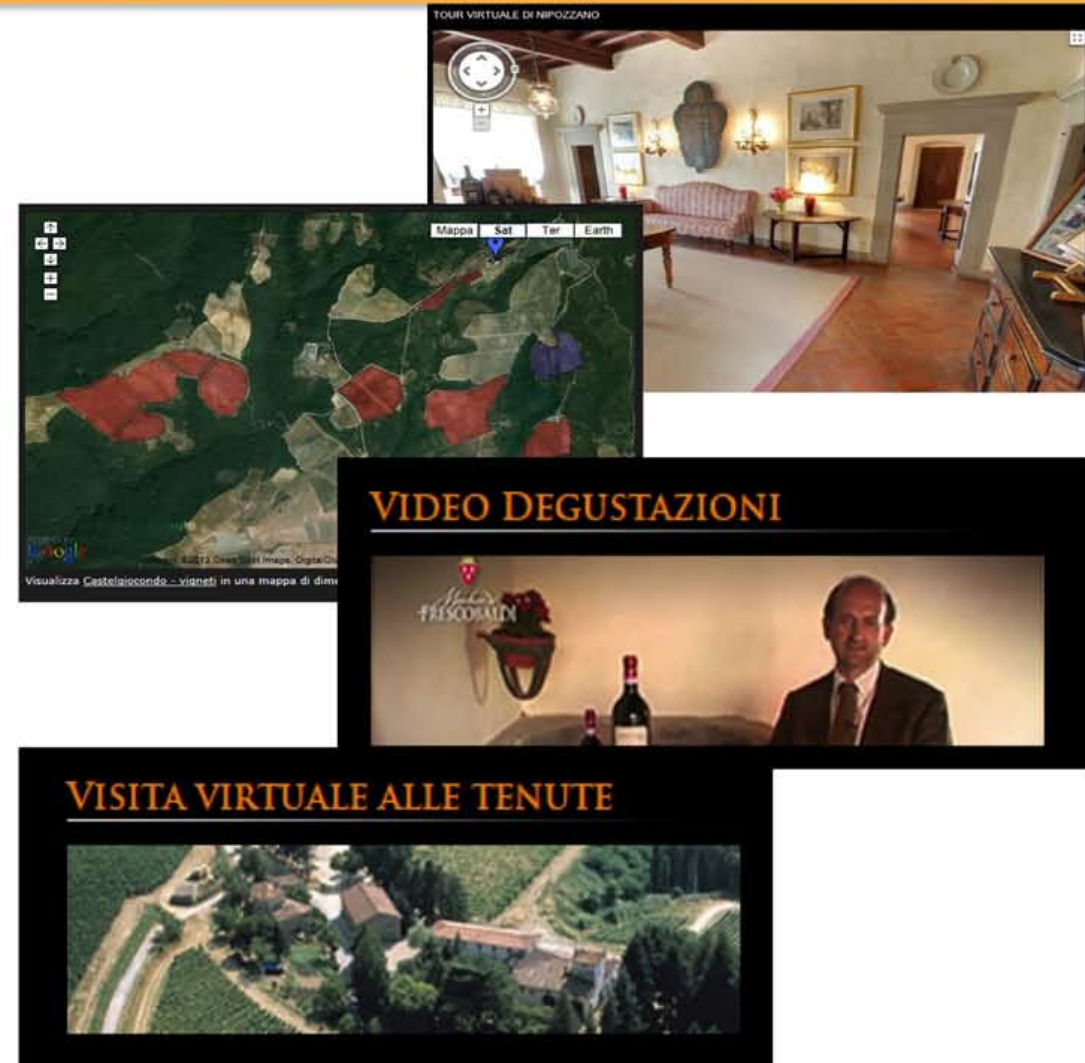 TOUR VIRTUALE DI NIPOZZANO
Mappa Sat Ter Earth
Google
Visualizza Castelgiocondo - vigneti in una mappa di dime
VIDEO DEGUSTAZIONI
FRESCOBALDI
VISITA VIRTUALE ALLE TENUTE